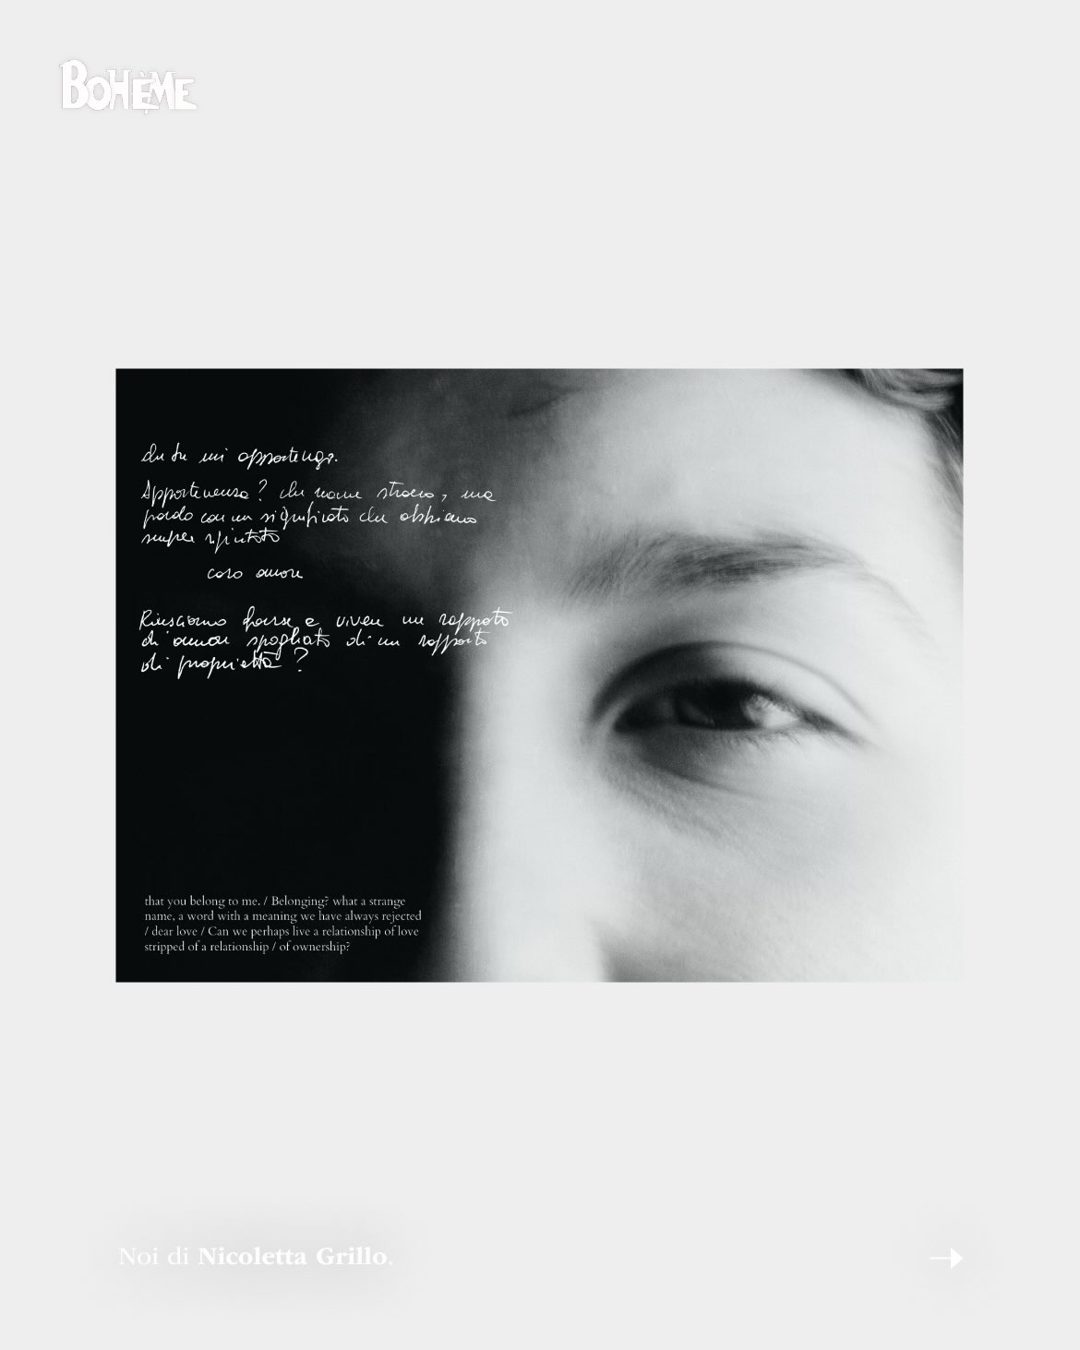 BOHÈME
che tu mi appartenga.
Appartenenza? che nome strano, una
parola con un significato che abbiamo
sempre rifiutato
caro amore
Riusciamo forse a vivere un rapporto
di amore spogliato di un rapporto
di proprietà ?
that you belong to me. / Belonging? what a strange
name, a word with a meaning we have always rejected
/ dear love / Can we perhaps live a relationship of love
stripped of a relationship / of ownership?
Noi di Nicoletta Grillo.